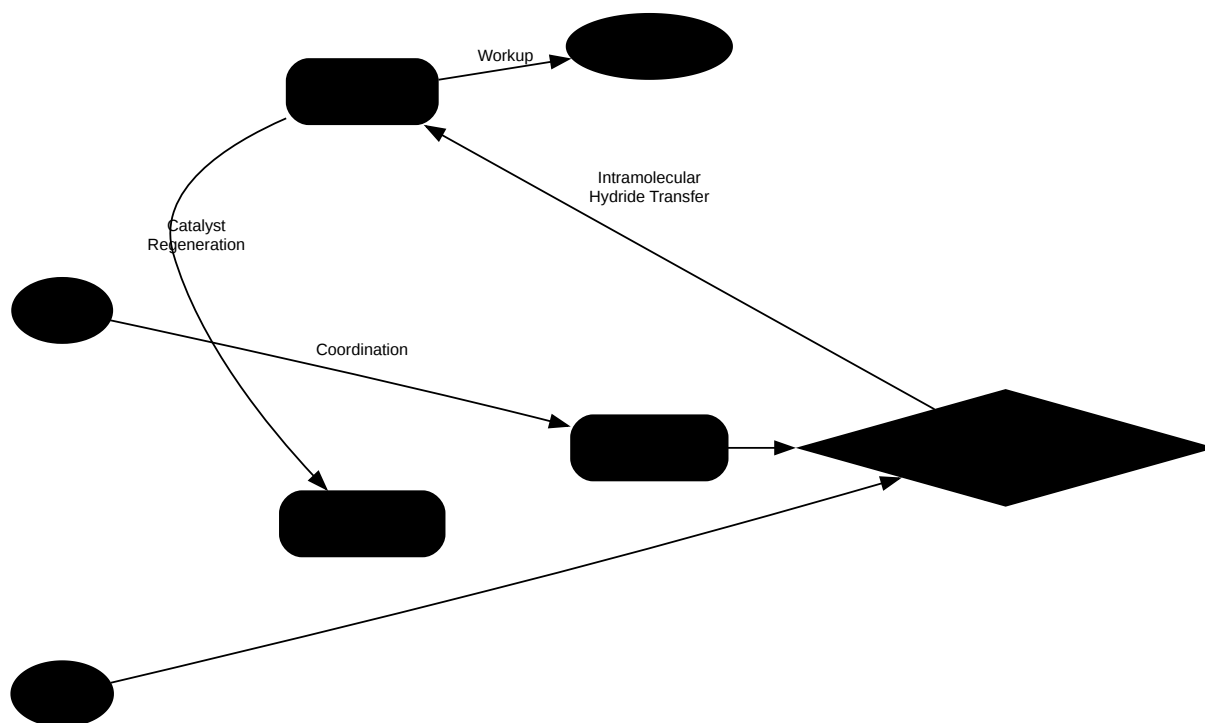 Workup
Intramolecular
Hydride Transfer
Catalyst
Regeneration
Coordination